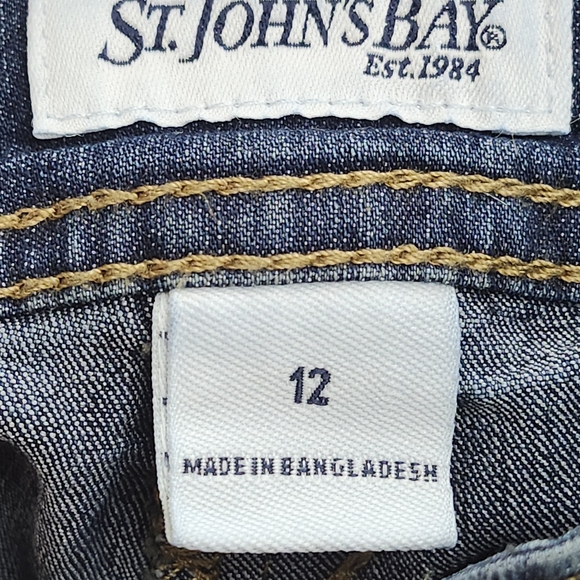 ST. JOHN'S BAY®
Est. 1984
12
MADE IN BANGLADESH